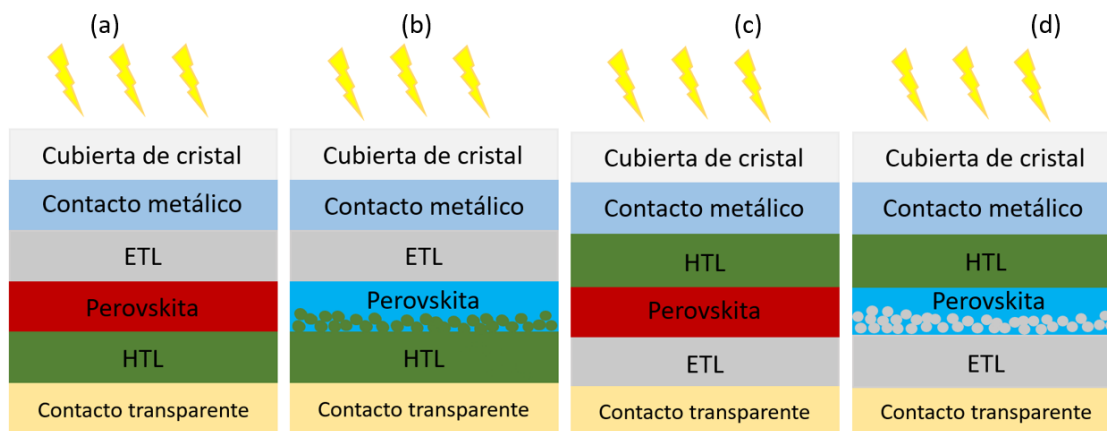 (a)
(b)
(c)
(d)
Cubierta de cristal
Contacto metálico
ETL
Perovskita
HTL
Contacto transparente
Cubierta de cristal
Contacto metálico
ETL
Perovskita
HTL
Contacto transparente
Cubierta de cristal
Contacto metálico
HTL
Perovskita
ETL
Contacto transparente
Cubierta de cristal
Contacto metálico
HTL
Perovskita
ETL
Contacto transparente